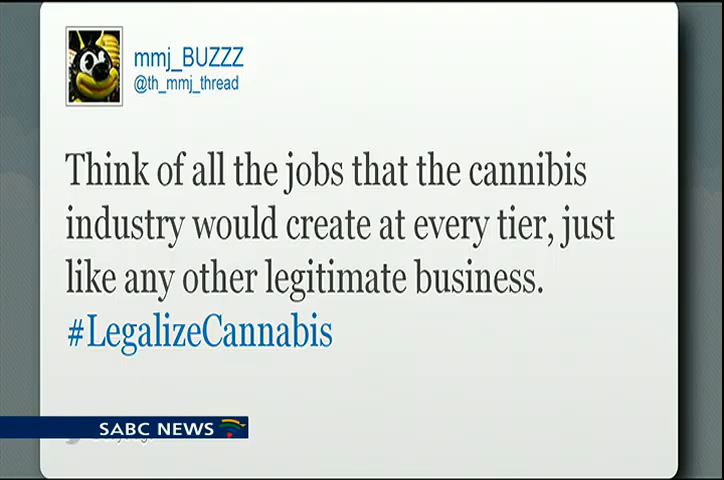 mmj_BUZZZ
@th_mmj_thread
Think of all the jobs that the cannibis
industry would create at every tier, just
like any other legitimate business.
#LegalizeCannabis
SABC NEWS